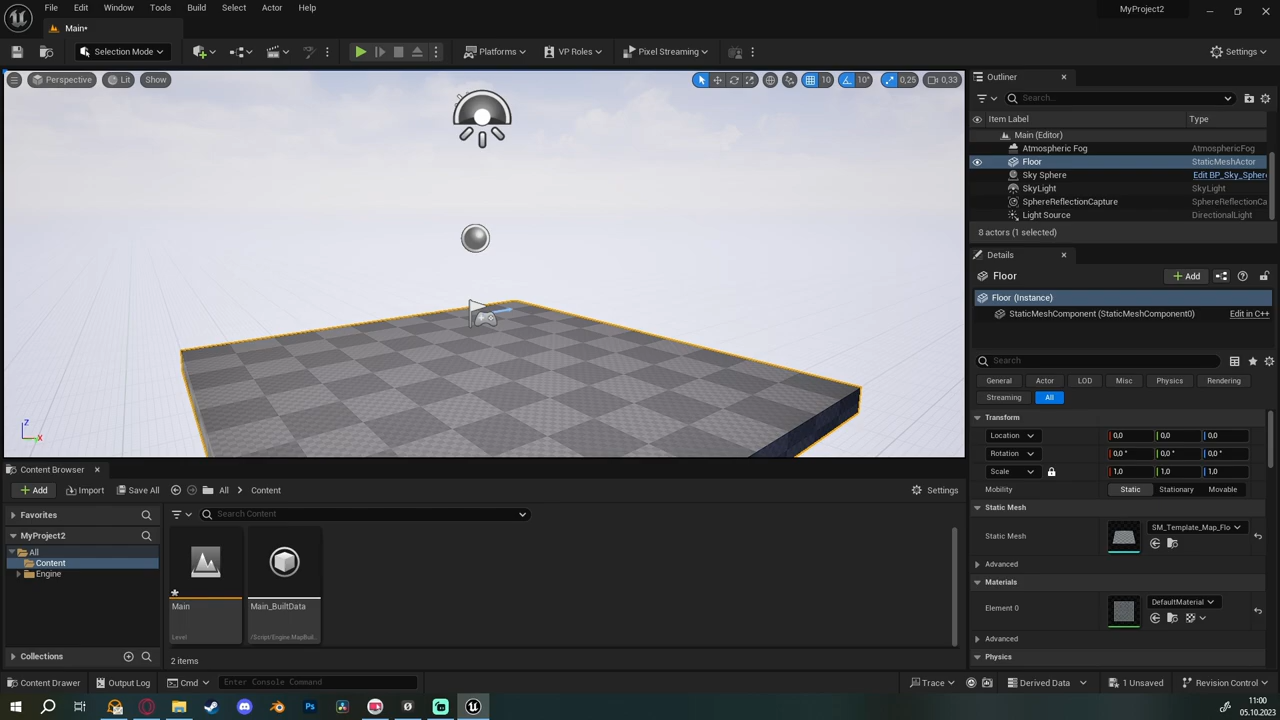 File Edit Window Tools Build Select Actor Help
MyProject2
Main*
Selection Mode
Platforms
VP Roles
Pixel Streaming
Settings
Perspective Lit Show
10 10° 0,25 0,33
Outliner
Search...
Item Label Type
Main (Editor)
Atmospheric Fog AtmosphericFog
Floor StaticMeshActor
Sky Sphere Edit BP_Sky_Sphere
SkyLight SkyLight
SphereReflectionCapture SphereReflectionCa
Light Source DirectionalLight
8 actors (1 selected)
Details
Floor
+ Add
Floor (Instance)
StaticMeshComponent (StaticMeshComponent0) Edit in C++
Search
General Actor LOD Misc Physics Rendering
Streaming All
Transform
Location 0,0 0,0 0,0
Rotation 0,0 ° 0,0 ° 0,0 °
Scale 1,0 1,0 1,0
Mobility Static Stationary Movable
Static Mesh
Static Mesh SM_Template_Map_Flo
Advanced
Materials
Element 0 DefaultMaterial
Advanced
Physics
Z
X
Content Browser
+ Add Import Save All All Content Settings
Favorites
Search Content
MyProject2
All
Content
Engine
Collections
Main
Level
Main_BuiltData
/Script/Engine.MapBuil...
2 items
Content Drawer Output Log Cmd Enter Console Command Trace Derived Data 1 Unsaved Revision Control
11:00
05.10.2023